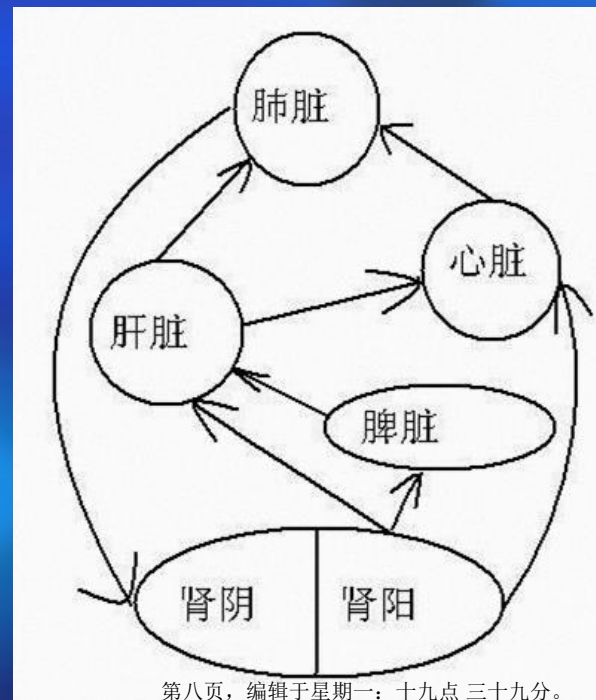 肺脏
心脏
肝脏
脾脏
肾阴
肾阳
第八页，编辑于星期一：十九点 三十九分。